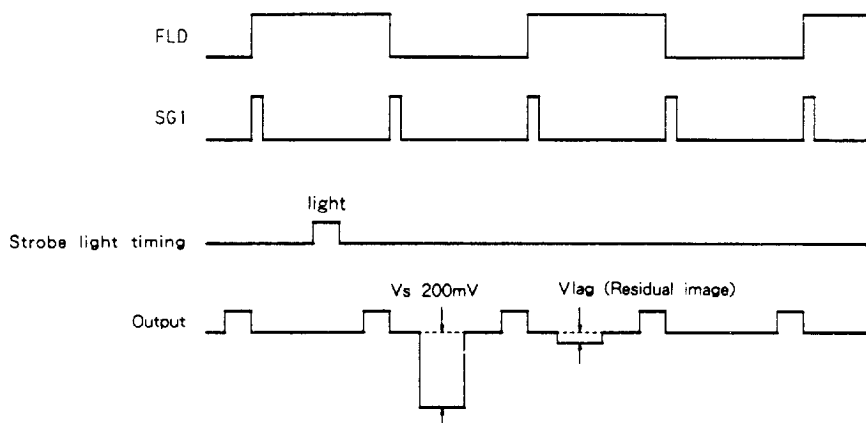 FLD
SG1
light
Strobe light timing
Vs 200mV
Vlag (Residual image)
Output